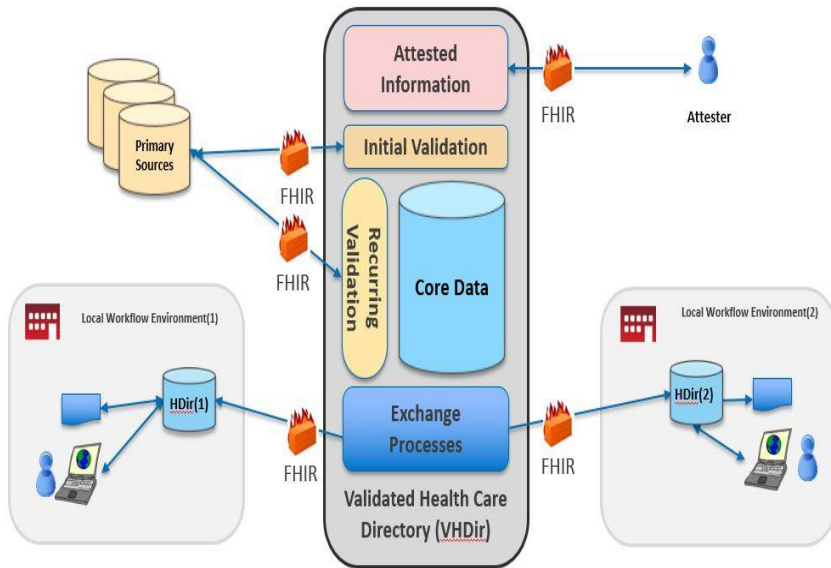 Attested
Information
FHIR
Attester
Primary
Sources
Initial Validation
FHIR
Recurring
Validation
FHIR
Core Data
Local Workflow Environment(1)
Local Workflow Environment(2)
HDir(1)
HDir(2)
Exchange
Processes
FHIR
FHIR
Validated Health Care
Directory (VHDir)